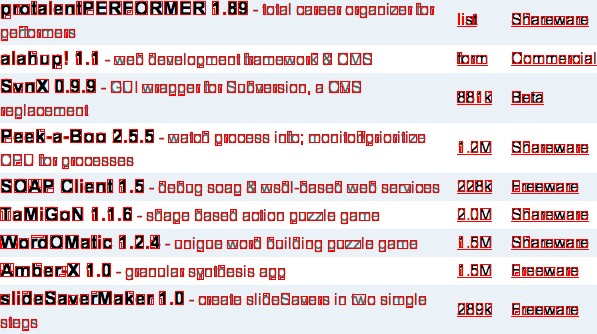 protalentPERFORMER 1.89 - total career organizer for
performers
list Shareware
alahup! 1.1 - web development framework & CMS form Commercial
SvnX 0.9.9 - GUI wrapper for Subversion, a CVS
replacement
881k Beta
Peek-a-Boo 2.5.5 - watch process info; monitor/prioritize
CPU for processes
1.2M Shareware
SOAP Client 1.5 - debug soap & wsdl-based web services 228k Freeware
TaMiGoN 1.1.6 - shape based action puzzle game 2.0M Shareware
WordOMatic 1.2.4 - unique word building puzzle game 1.5M Shareware
AmberX 1.0 - granular synthesis app 1.5M Freeware
slideSaverMaker 1.0 - create slideSavers in two simple
steps
289k Freeware